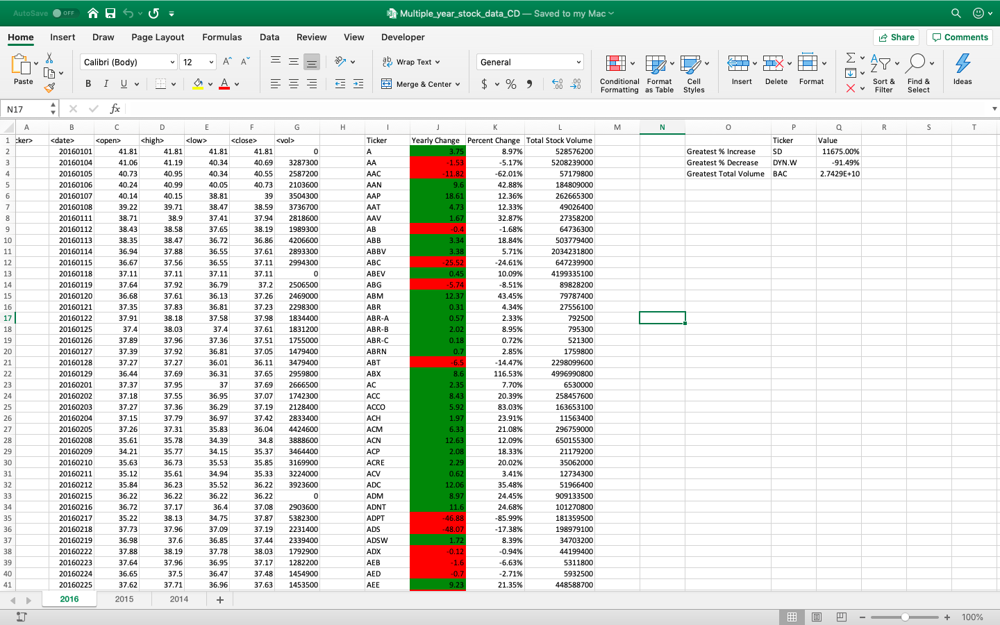 AutoSave OFF Multiple_year_stock_data_CD — Saved to my Mac
Home Insert Draw Page Layout Formulas Data Review View Developer Share Comments
Paste Calibri (Body) 12 A A B I U A ab Wrap Text Merge & Center General $ % Conditional Formatting Format as Table Cell Styles Insert Delete Format Sort & Filter Find & Select Ideas
N17 fx
A B C D E F G H I J K L M N O P Q R S T
1 cker> <date> <open> <high> <low> <close> <vol> Ticker Yearly Change Percent Change Total Stock Volume Ticker Value
2 20160101 41.81 41.81 41.81 41.81 0 A 3.75 8.97% 528576200 Greatest % Increase SD 11675.00%
3 20160104 41.06 41.19 40.34 40.69 3287300 AA -1.53 -5.17% 5208239000 Greatest % Decrease DYN.W -91.49%
4 20160105 40.73 40.95 40.34 40.55 2587200 AAC -11.82 -62.01% 57179800 Greatest Total Volume BAC 2.7429E+10
5 20160106 40.24 40.99 40.05 40.73 2103600 AAN 9.6 42.88% 184809000
6 20160107 40.14 40.15 38.81 39 3504300 AAP 18.61 12.36% 262665300
7 20160108 39.22 39.71 38.47 38.59 3736700 AAT 4.73 12.33% 49026400
8 20160111 38.71 38.9 37.41 37.94 2818600 AAV 1.67 32.87% 27358200
9 20160112 38.43 38.58 37.65 38.19 1989300 AB -0.4 -1.68% 64736300
10 20160113 38.35 38.47 36.72 36.86 4206600 ABB 3.34 18.84% 503779400
11 20160114 36.94 37.88 36.55 37.61 2893300 ABBV 3.38 5.71% 2034231800
12 20160115 36.67 37.56 36.55 37.11 2994300 ABC -25.52 -24.61% 647239900
13 20160118 37.11 37.11 37.11 37.11 0 ABEV 0.45 10.09% 4199335100
14 20160119 37.64 37.92 36.79 37.2 2506500 ABG -5.74 -8.51% 89828200
15 20160120 36.68 37.61 36.13 37.26 2469000 ABM 12.37 43.45% 79787400
16 20160121 37.35 37.83 36.81 37.23 2298300 ABR 0.31 4.34% 27556100
17 20160122 37.91 38.18 37.58 37.98 1834400 ABR-A 0.57 2.33% 792500
18 20160125 37.4 38.03 37.4 37.61 1831200 ABR-B 2.02 8.95% 795300
19 20160126 37.89 37.96 37.36 37.51 1755000 ABR-C 0.18 0.72% 521300
20 20160127 37.39 37.92 36.81 37.05 1479400 ABRN 0.7 2.85% 1759800
21 20160128 37.27 37.27 36.01 36.11 3479400 ABT -6.5 -14.47% 2298099600
22 20160129 36.44 37.69 36.31 37.65 2959800 ABX 8.6 116.53% 4996990800
23 20160201 37.37 37.95 37 37.69 2666500 AC 2.35 7.70% 6530000
24 20160202 37.18 37.55 36.95 37.07 1742300 ACC 8.43 20.39% 258457600
25 20160203 37.27 37.36 36.29 37.19 2128400 ACCO 5.92 83.03% 163653100
26 20160204 37.15 37.79 36.97 37.42 2833400 ACH 1.97 23.91% 11563400
27 20160205 37.26 37.31 35.83 36.04 4424600 ACM 6.33 21.08% 296759000
28 20160208 35.61 35.78 34.39 34.8 3888600 ACN 12.63 12.09% 650155300
29 20160209 34.21 35.77 34.15 35.37 3464400 ACP 2.08 18.33% 21179200
30 20160210 35.63 36.73 35.53 35.85 3169900 ACRE 2.29 20.02% 35062000
31 20160211 35.12 35.61 34.94 35.33 3224000 ACV 0.62 3.41% 12734300
32 20160212 35.84 36.23 35.52 36.22 3923600 ADC 12.06 35.48% 51966400
33 20160215 36.22 36.22 36.22 36.22 0 ADM 8.97 24.45% 909133500
34 20160216 36.72 37.17 36.4 37.08 2903600 ADNT 11.6 24.68% 101270800
35 20160217 35.22 38.13 34.75 37.87 5382300 ADPT -46.88 -85.99% 181359500
36 20160218 37.73 37.96 37.09 37.19 2231400 ADS -48.07 -17.38% 198979100
37 20160219 36.98 37.6 36.85 37.44 2339400 ADSW 1.72 8.39% 34703200
38 20160222 37.88 38.19 37.78 38.03 1792900 ADX -0.12 -0.94% 44199400
39 20160223 37.64 37.96 36.95 37.17 1282200 AEB -1.6 -6.63% 5311800
40 20160224 36.65 37.5 36.47 37.48 1454900 AED -0.7 -2.71% 5932500
41 20160225 37.62 37.71 36.96 37.63 1453500 AEE 9.23 21.35% 448588700
2016 2015 2014 +
100%